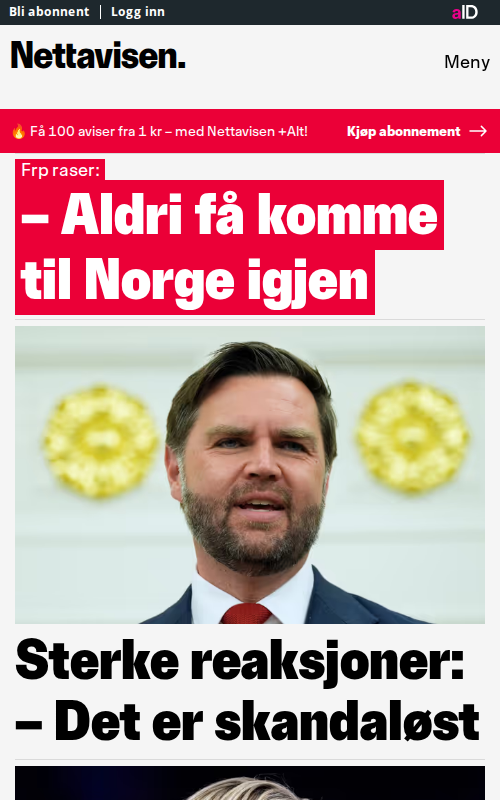 Bli abonnent
Logg inn
aID
Nettavisen.
Meny
🔥 Få 100 aviser fra 1 kr – med Nettavisen +Alt!
Kjøp abonnement →
Frp raser:
– Aldri få komme
til Norge igjen
Sterke reaksjoner:
– Det er skandaløst